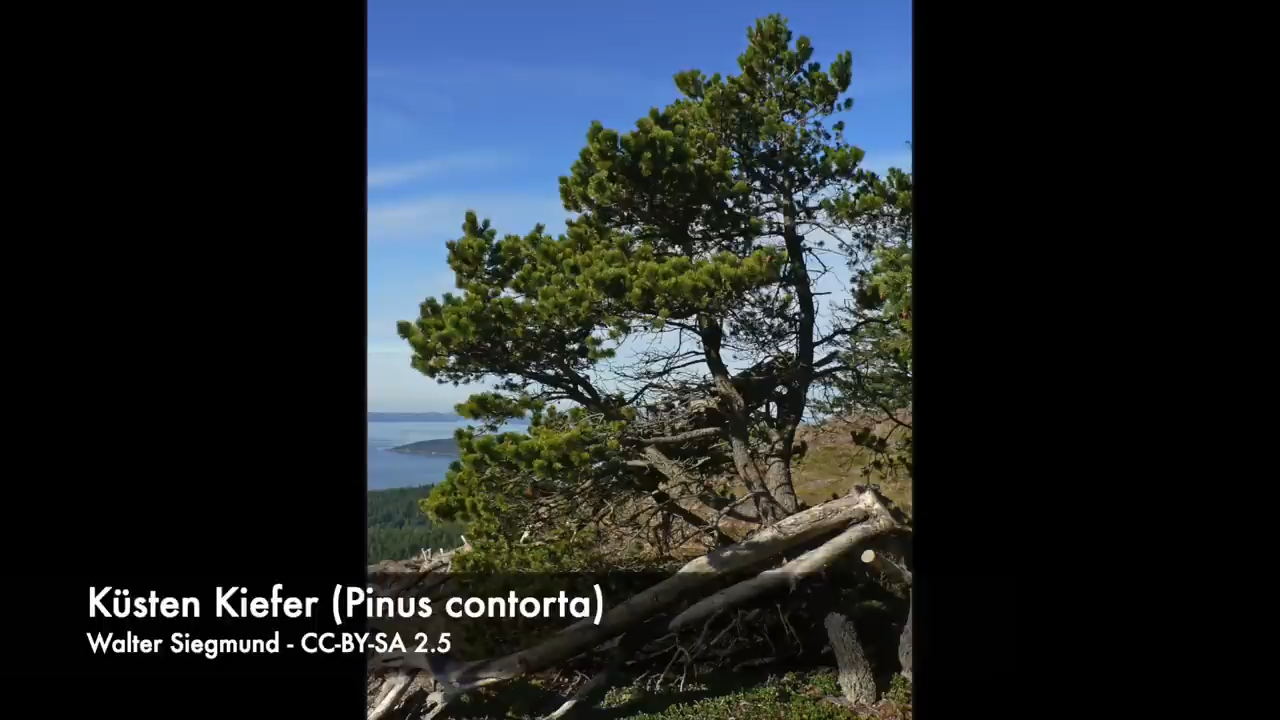 Küsten Kiefer (Pinus contorta)
Walter Siegmund - CC-BY-SA 2.5